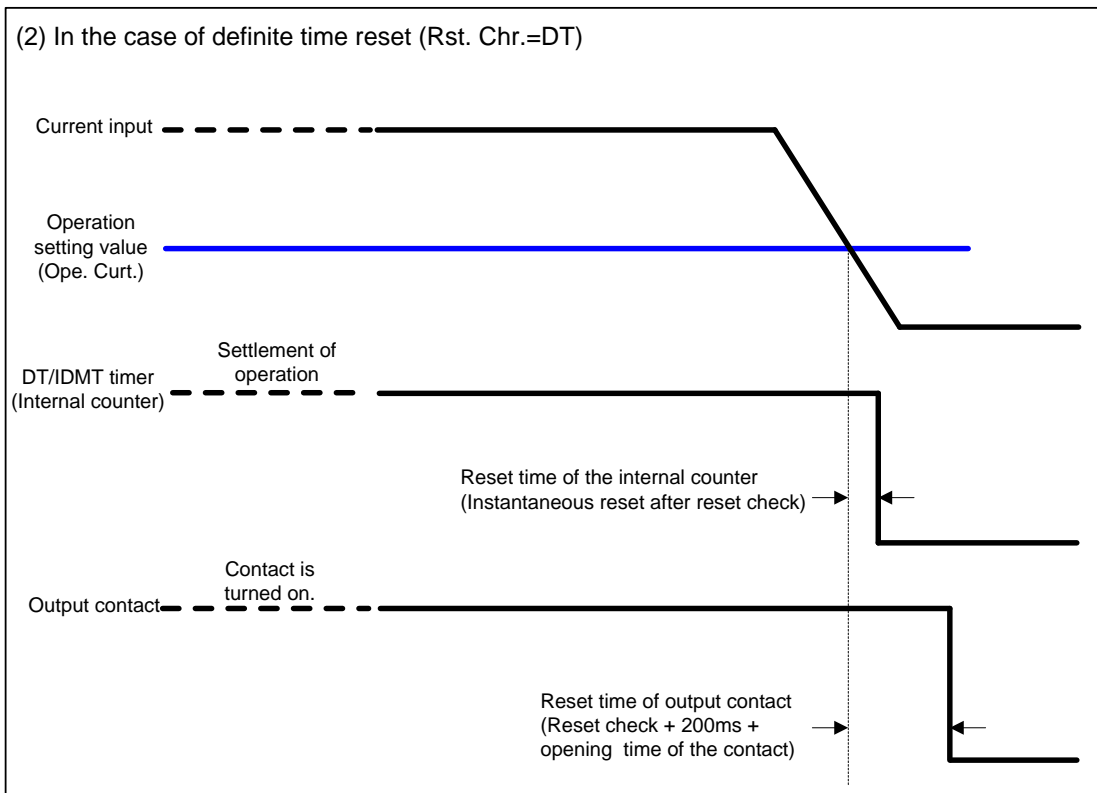 (2) In the case of definite time reset (Rst. Chr.=DT)
Current input
Operation
setting value
(Ope. Curt.)
Settlement of
operation
DT/IDMT timer
(Internal counter)
Reset time of the internal counter
(Instantaneous reset after reset check)
Contact is
turned on.
Output contact
Reset time of output contact
(Reset check + 200ms +
opening time of the contact)